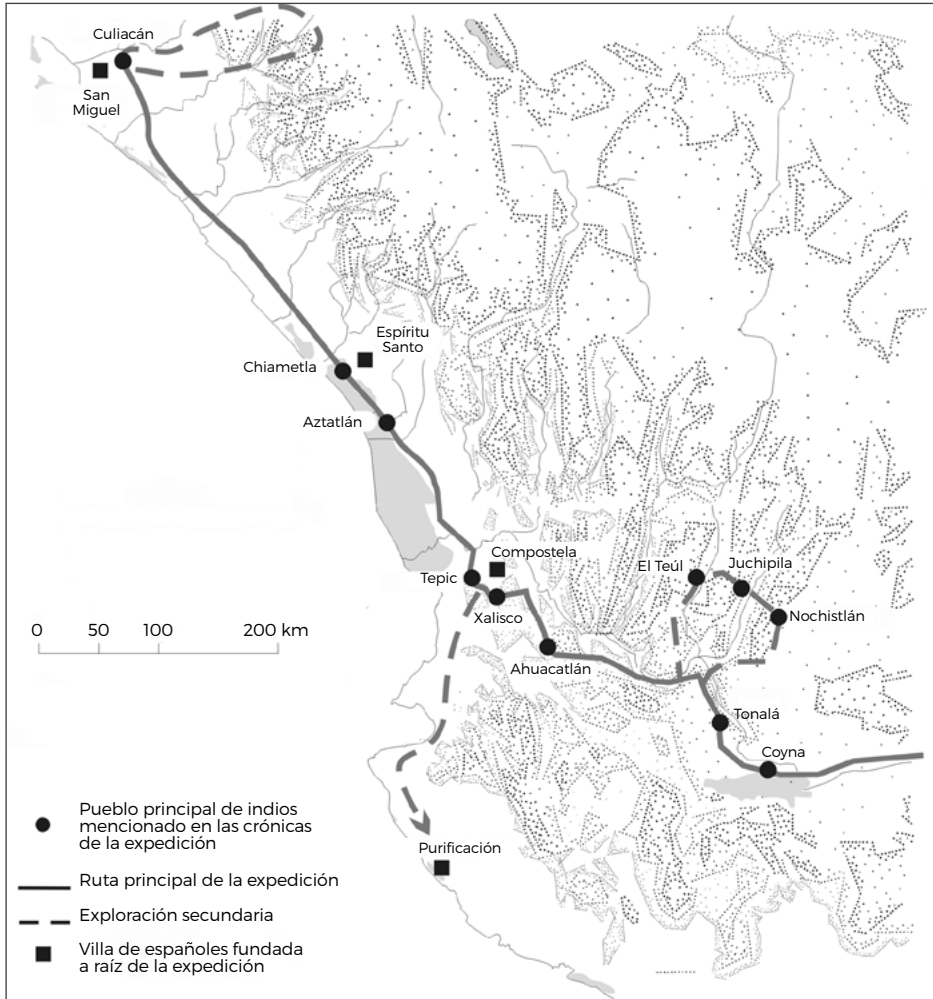 Culiacán
San
Miguel
Espíritu
Santo
Chiametla
Aztatlán
Compostela
El Teúl
Juchipila
Tepic
Nochistlán
Xalisco
0 50 100 200 km
Ahuacatlán
Tonalá
Coyna
Purificación
Pueblo principal de indios
mencionado en las crónicas
de la expedición
Ruta principal de la expedición
Exploración secundaria
Villa de españoles fundada
a raíz de la expedición